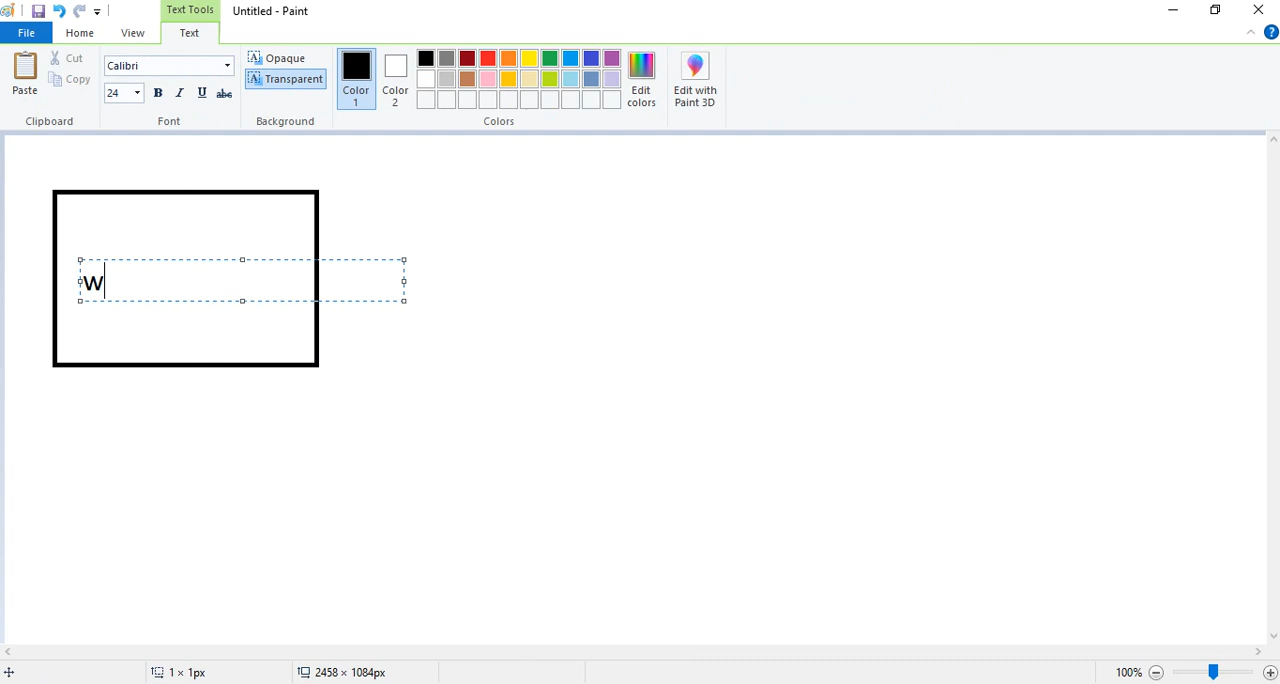 Text Tools
Untitled - Paint
File Home View Text
Paste
Cut
Copy
Clipboard
Calibri
24 B I U abc
Font
Opaque
Transparent
Background
Color 1
Color 2
Edit colors
Colors
Edit with Paint 3D
W
1 × 1px
2458 × 1084px
100%